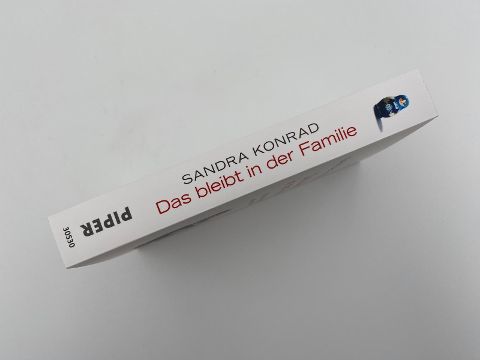 SANDRA KONRAD
Das bleibt in der Familie
PIPER
30530